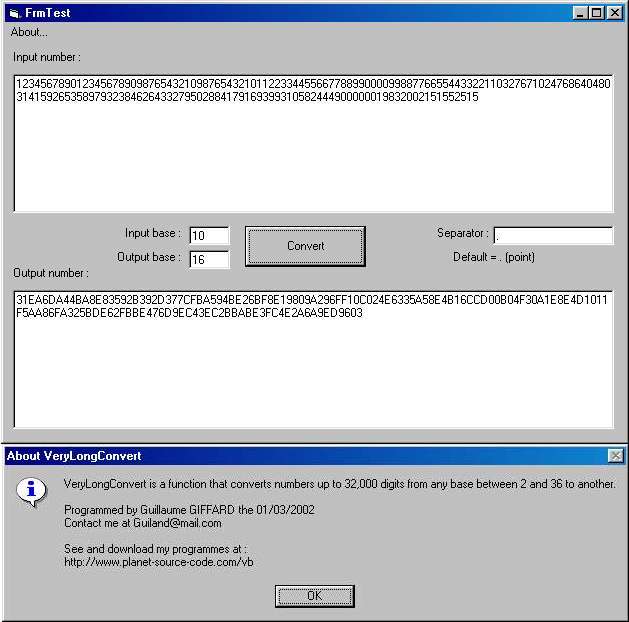 FrmTest
About...
Input number :
12345678901234567890987654321098765432101122334455667788990000998877665544332211032767102476864048031415926535897932384626433279502884179169399310582444900000019832002151552515
Input base : 10
Separator : .
Convert
Output base : 16
Default = . (point)
Output number :
31EA6DA44BA8E83592B392D377CFBA594BE26BF8E19809A296FF10C024E6335A58E4B16CCD00B04F30A1E8E4D1011
F5AA86FA325BDE62FBBE476D9EC43EC2BBABE3FC4E2A6A9ED9603
About VeryLongConvert
VeryLongConvert is a function that converts numbers up to 32,000 digits from any base between 2 and 36 to another.
Programmed by Guillaume GIFFARD the 01/03/2002
Contact me at Guiland@mail.com
See and download my programmes at :
http://www.planet-source-code.com/vb
OK